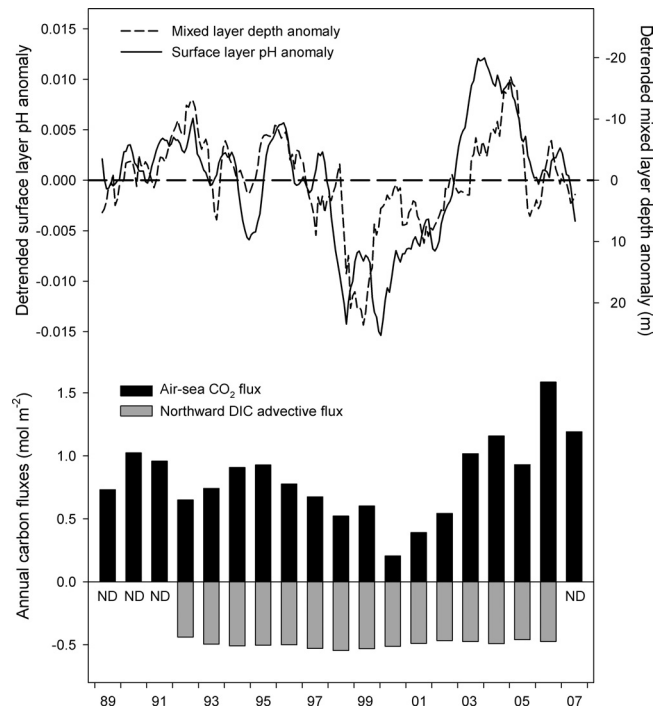 Mixed layer depth anomaly
Surface layer pH anomaly
Detrended surface layer pH anomaly
0.015
0.010
0.005
0.000
-0.005
-0.010
-0.015
-20
-10
0
10
20
Detrended mixed layer depth anomaly (m)
Air-sea CO₂ flux
Northward DIC advective flux
Annual carbon fluxes (mol m⁻²)
1.5
1.0
0.5
0.0
-0.5
ND ND ND ND
89 91 93 95 97 99 01 03 05 07